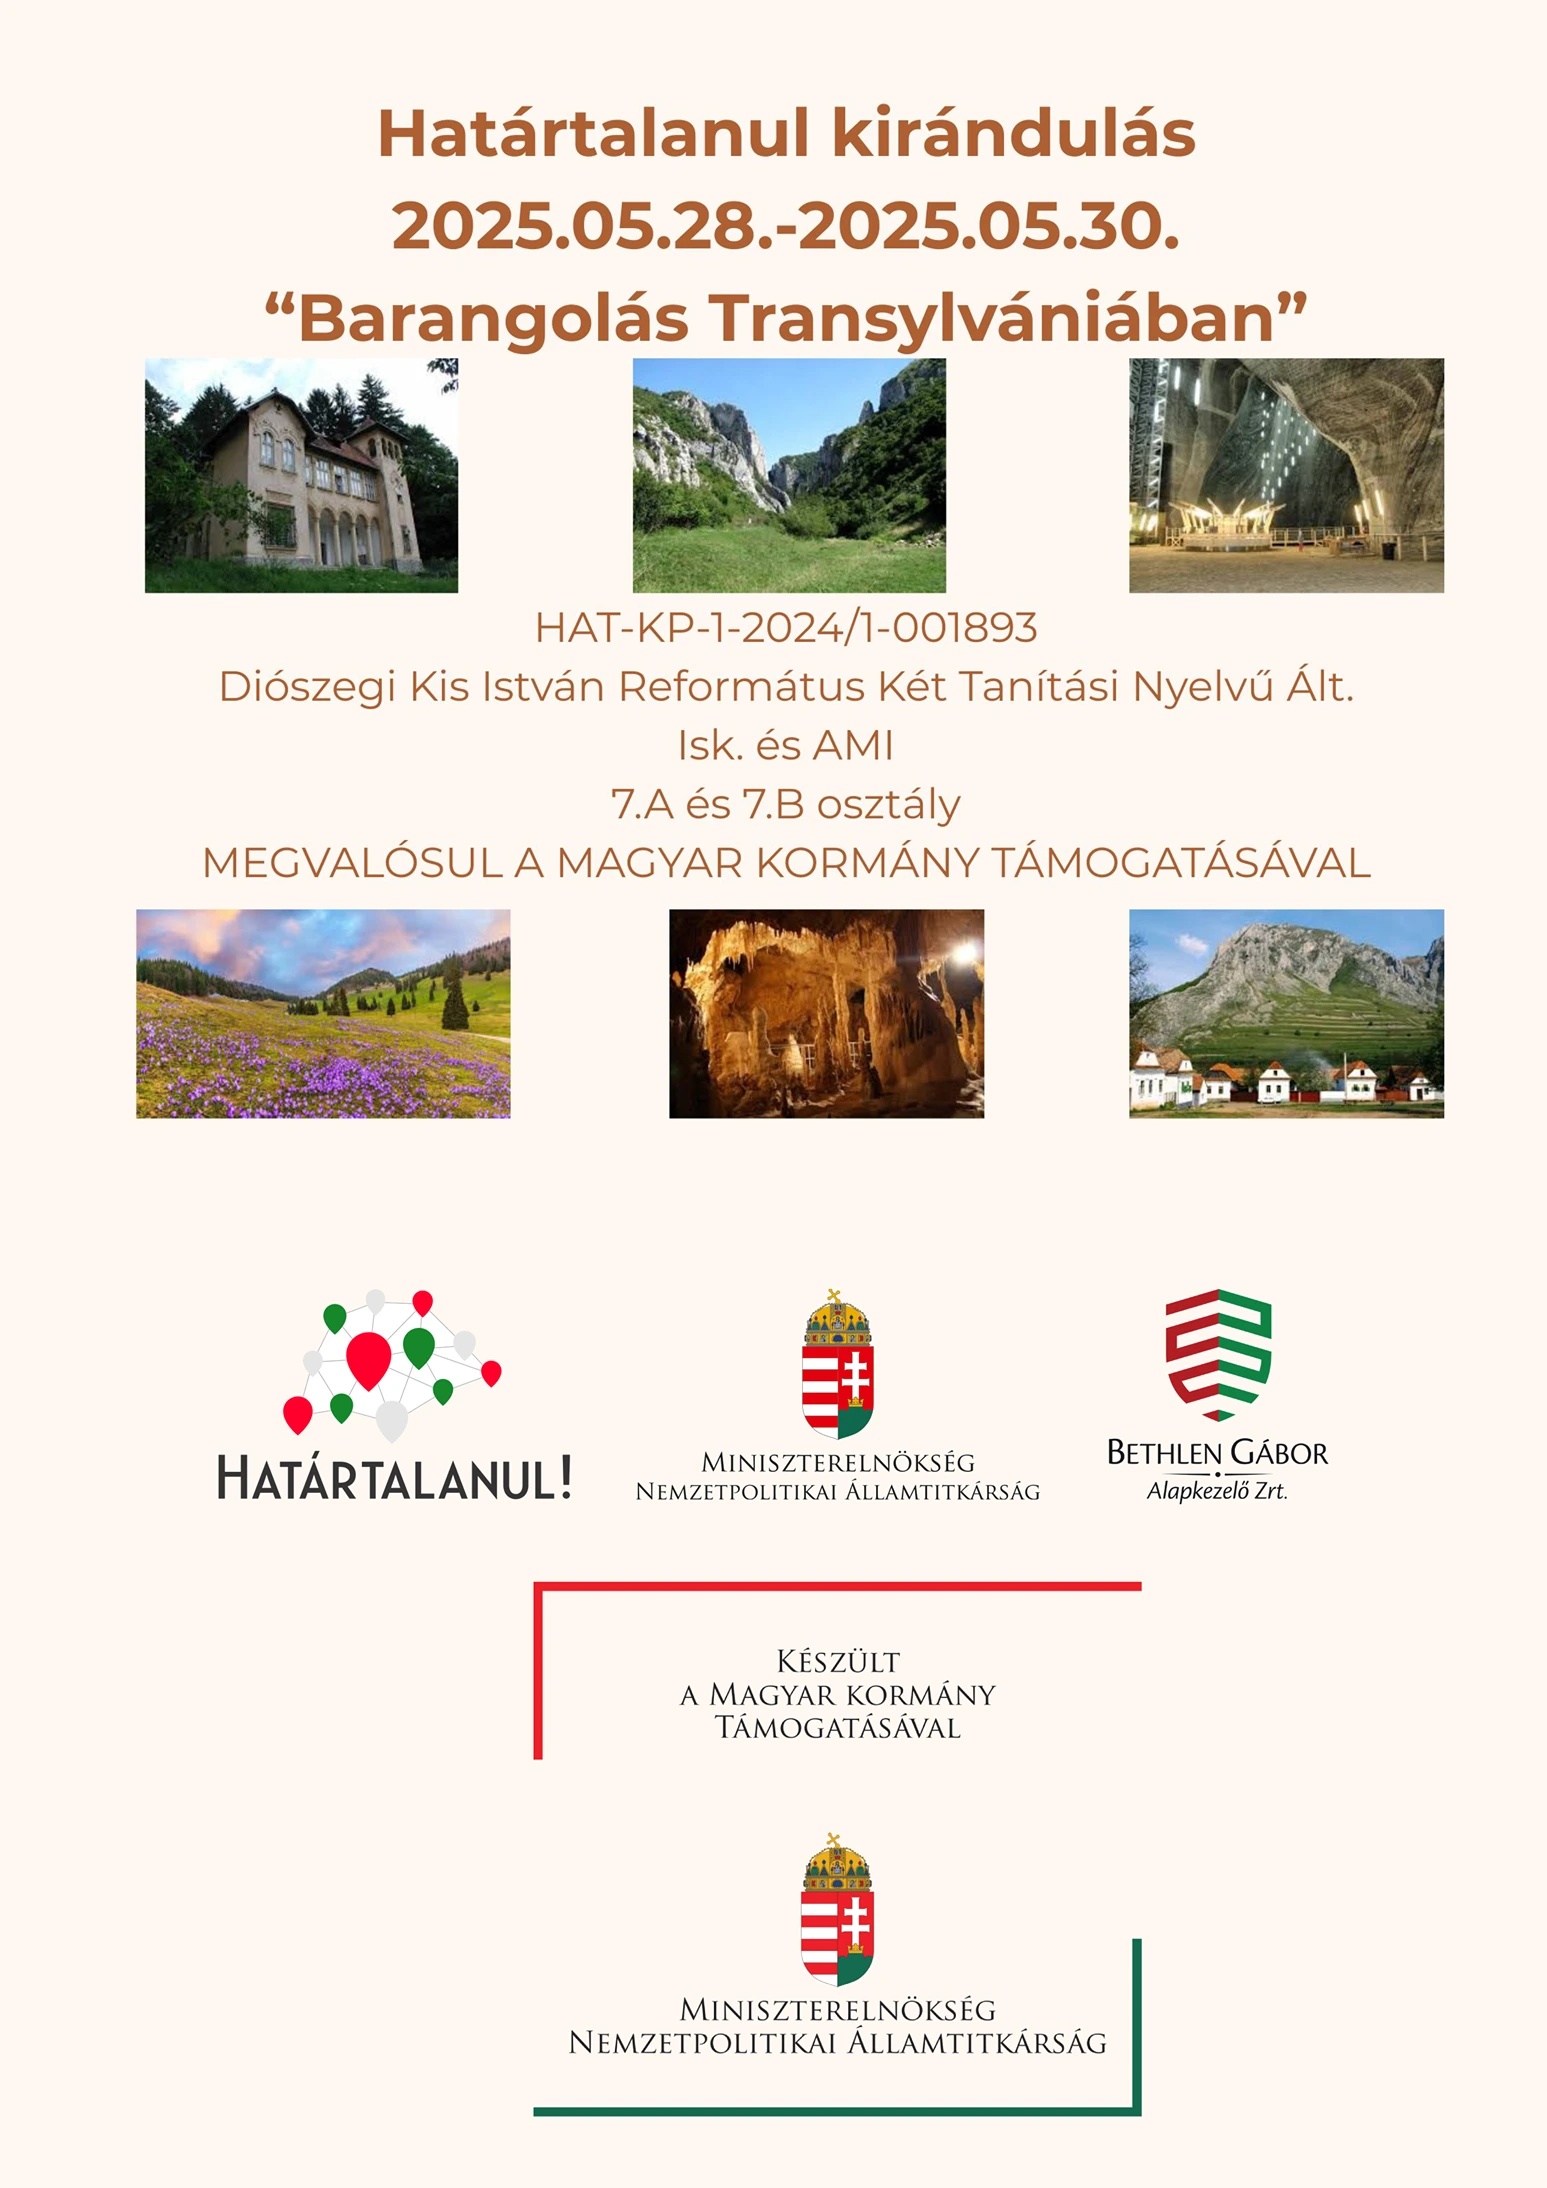 Határtalanul kirándulás
2025.05.28.-2025.05.30.
“Barangolás Transylvániában”
HAT-KP-1-2024/1-001893
Diószegi Kis István Református Két Tanítási Nyelvű Ált.
Isk. és AMI
7.A és 7.B osztály
MEGVALÓSUL A MAGYAR KORMÁNY TÁMOGATÁSÁVAL
HATÁRTALANUL!
MINISZTERELNÖKSÉG
NEMZETPOLITIKAI ÁLLAMTITKÁRSÁG
BETHLEN GÁBOR
Alapkezelő Zrt.
KÉSZÜLT
A MAGYAR KORMÁNY
TÁMOGATÁSÁVAL
MINISZTERELNÖKSÉG
NEMZETPOLITIKAI ÁLLAMTITKÁRSÁG